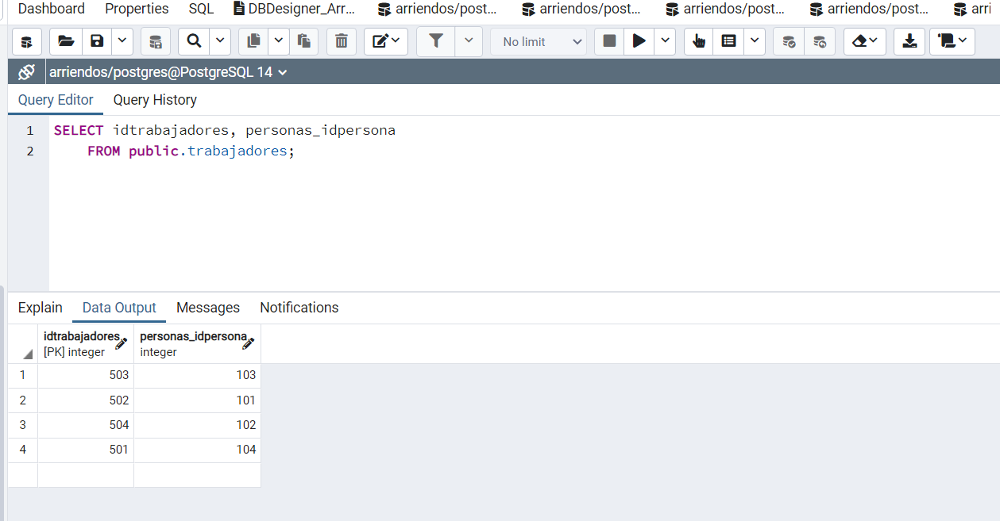 Dashboard Properties SQL DBDesigner_Arr... arriendos/post... arriendos/post... arriendos/post... arriendos/post... arri
No limit
arriendos/postgres@PostgreSQL 14
Query Editor Query History
1 SELECT idtrabajadores, personas_idpersona
2 FROM public.trabajadores;
Explain Data Output Messages Notifications
idtrabajadores personas_idpersona
[PK] integer integer
1 503 103
2 502 101
3 504 102
4 501 104